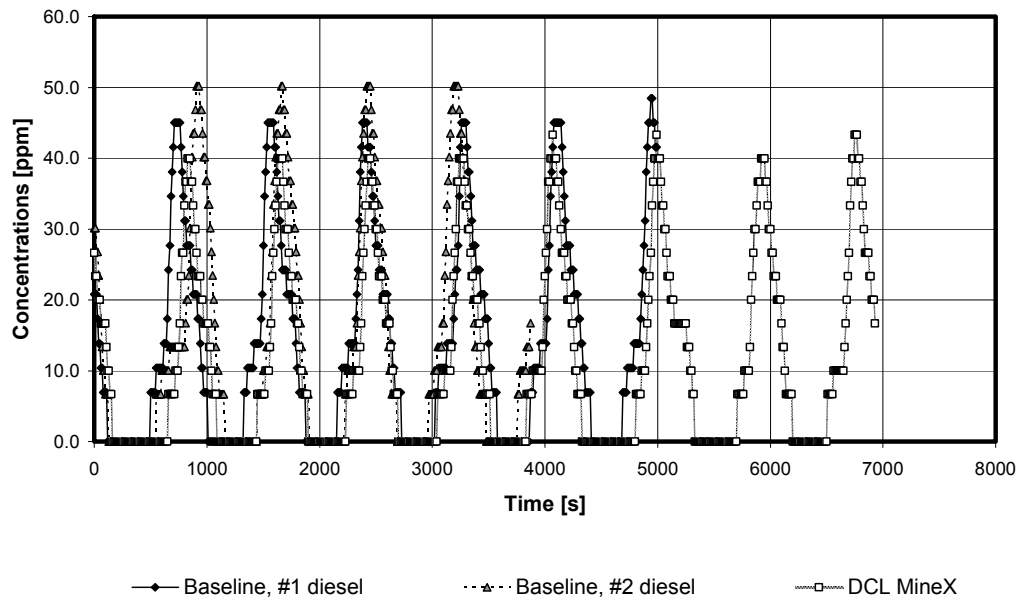 60.0
50.0
40.0
30.0
20.0
10.0
0.0
Concentrations [ppm]
0 1000 2000 3000 4000 5000 6000 7000 8000
Time [s]
Baseline, #1 diesel Baseline, #2 diesel DCL MineX